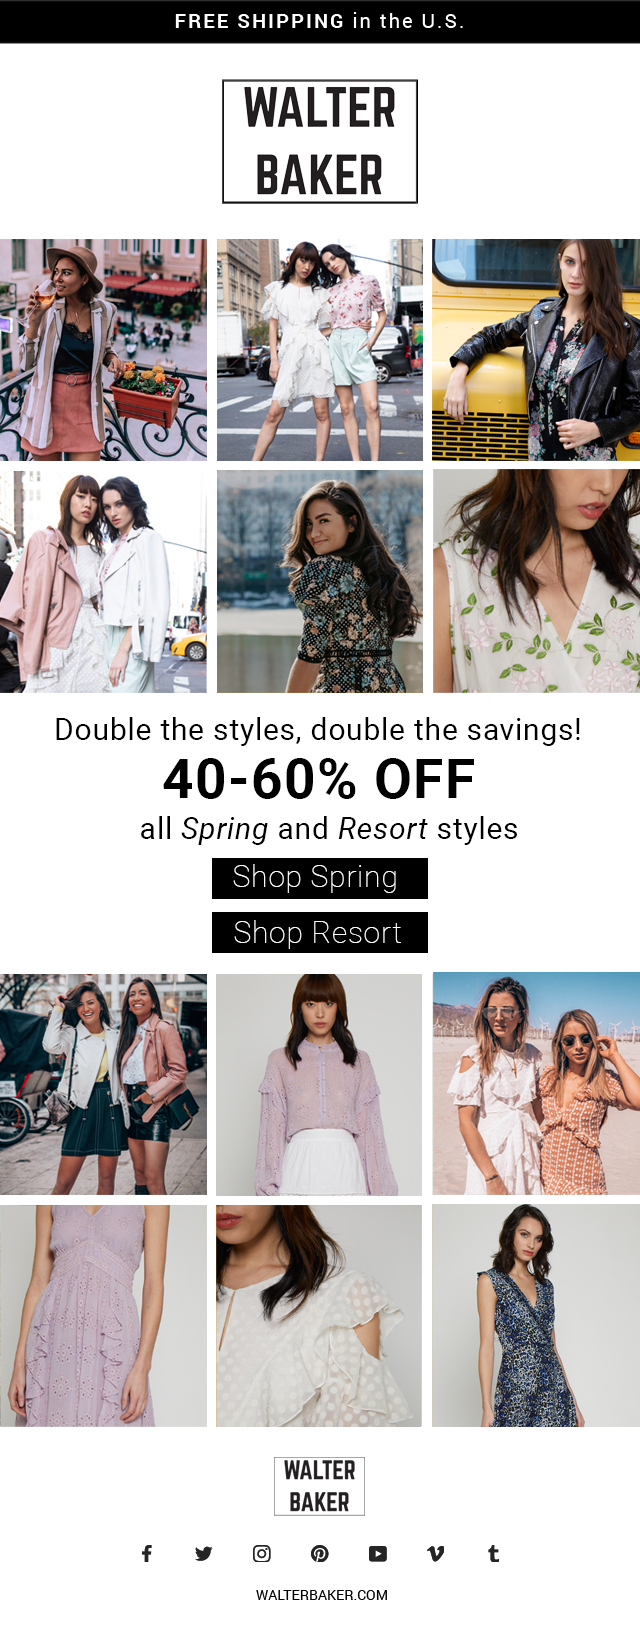 FREE SHIPPING in the U.S.
WALTER
BAKER
Double the styles, double the savings!
40-60% OFF
all Spring and Resort styles
Shop Spring
Shop Resort
WALTER
BAKER
WALTERBAKER.COM